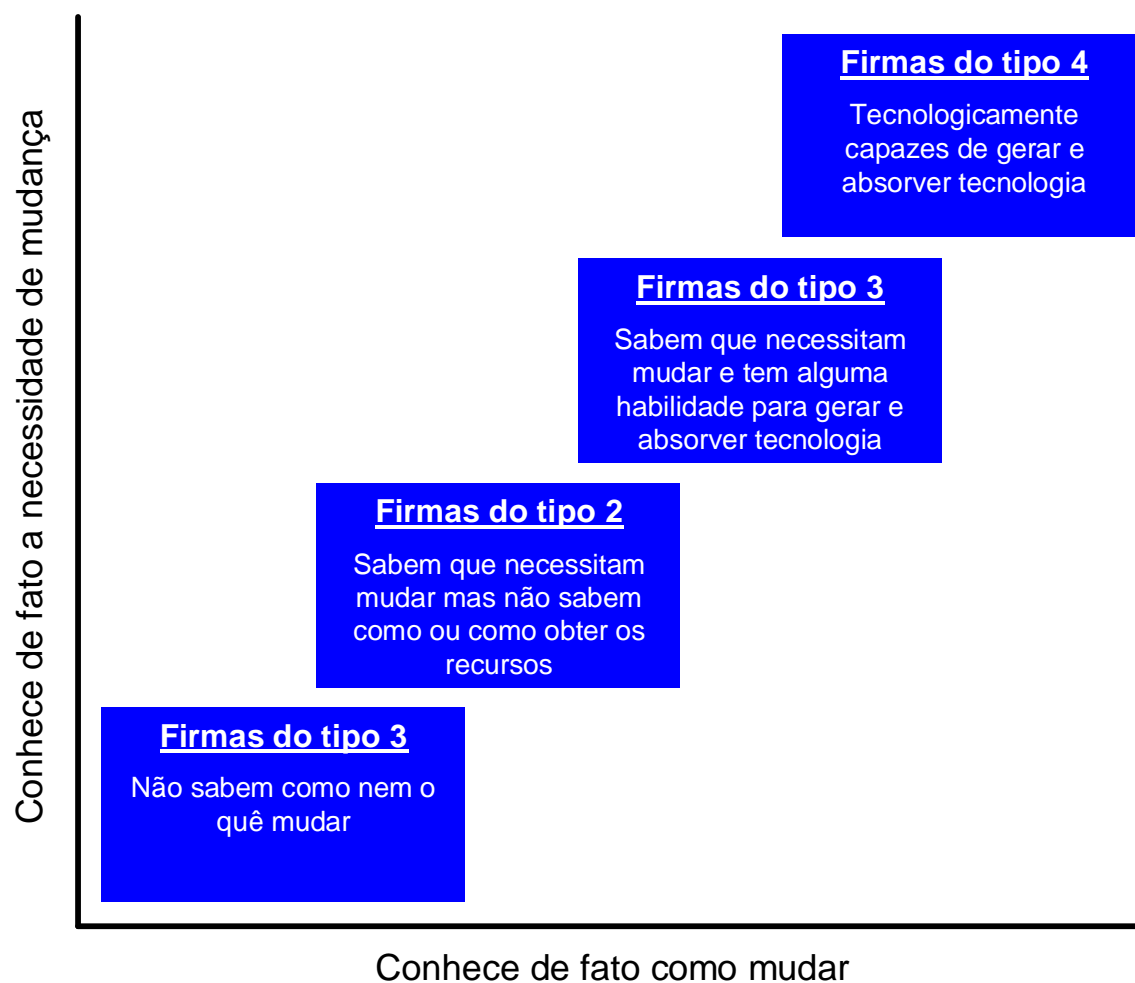 Conhece de fato a necessidade de mudança
Firmas do tipo 4
Tecnologicamente
capazes de gerar e
absorver tecnologia
Firmas do tipo 3
Sabem que necessitam
mudar e tem alguma
habilidade para gerar e
absorver tecnologia
Firmas do tipo 2
Sabem que necessitam
mudar mas não sabem
como ou como obter os
recursos
Firmas do tipo 3
Não sabem como nem o
quê mudar
Conhece de fato como mudar